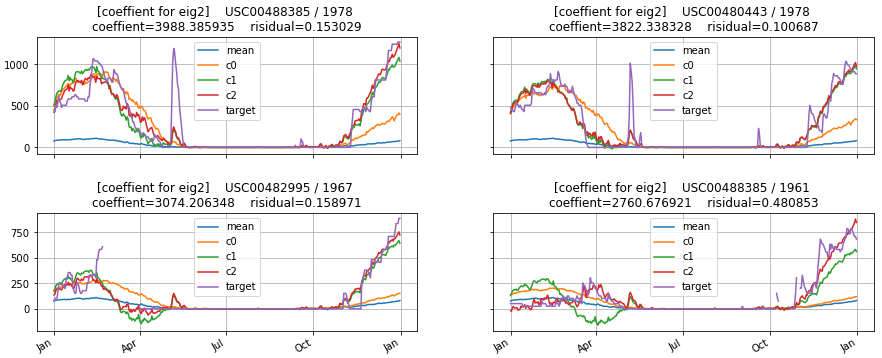 [coeffient for eig2]    USC00488385 / 1978
coeffient=3988.385935    risidual=0.153029
1000
500
0
mean
c0
c1
c2
target
[coeffient for eig2]    USC00480443 / 1978
coeffient=3822.338328    risidual=0.100687
mean
c0
c1
c2
target
[coeffient for eig2]    USC00482995 / 1967
coeffient=3074.206348    risidual=0.158971
750
500
250
0
mean
c0
c1
c2
target
Jan
Apr
Jul
Oct
Jan
[coeffient for eig2]    USC00488385 / 1961
coeffient=2760.676921    risidual=0.480853
mean
c0
c1
c2
target
Jan
Apr
Jul
Oct
Jan